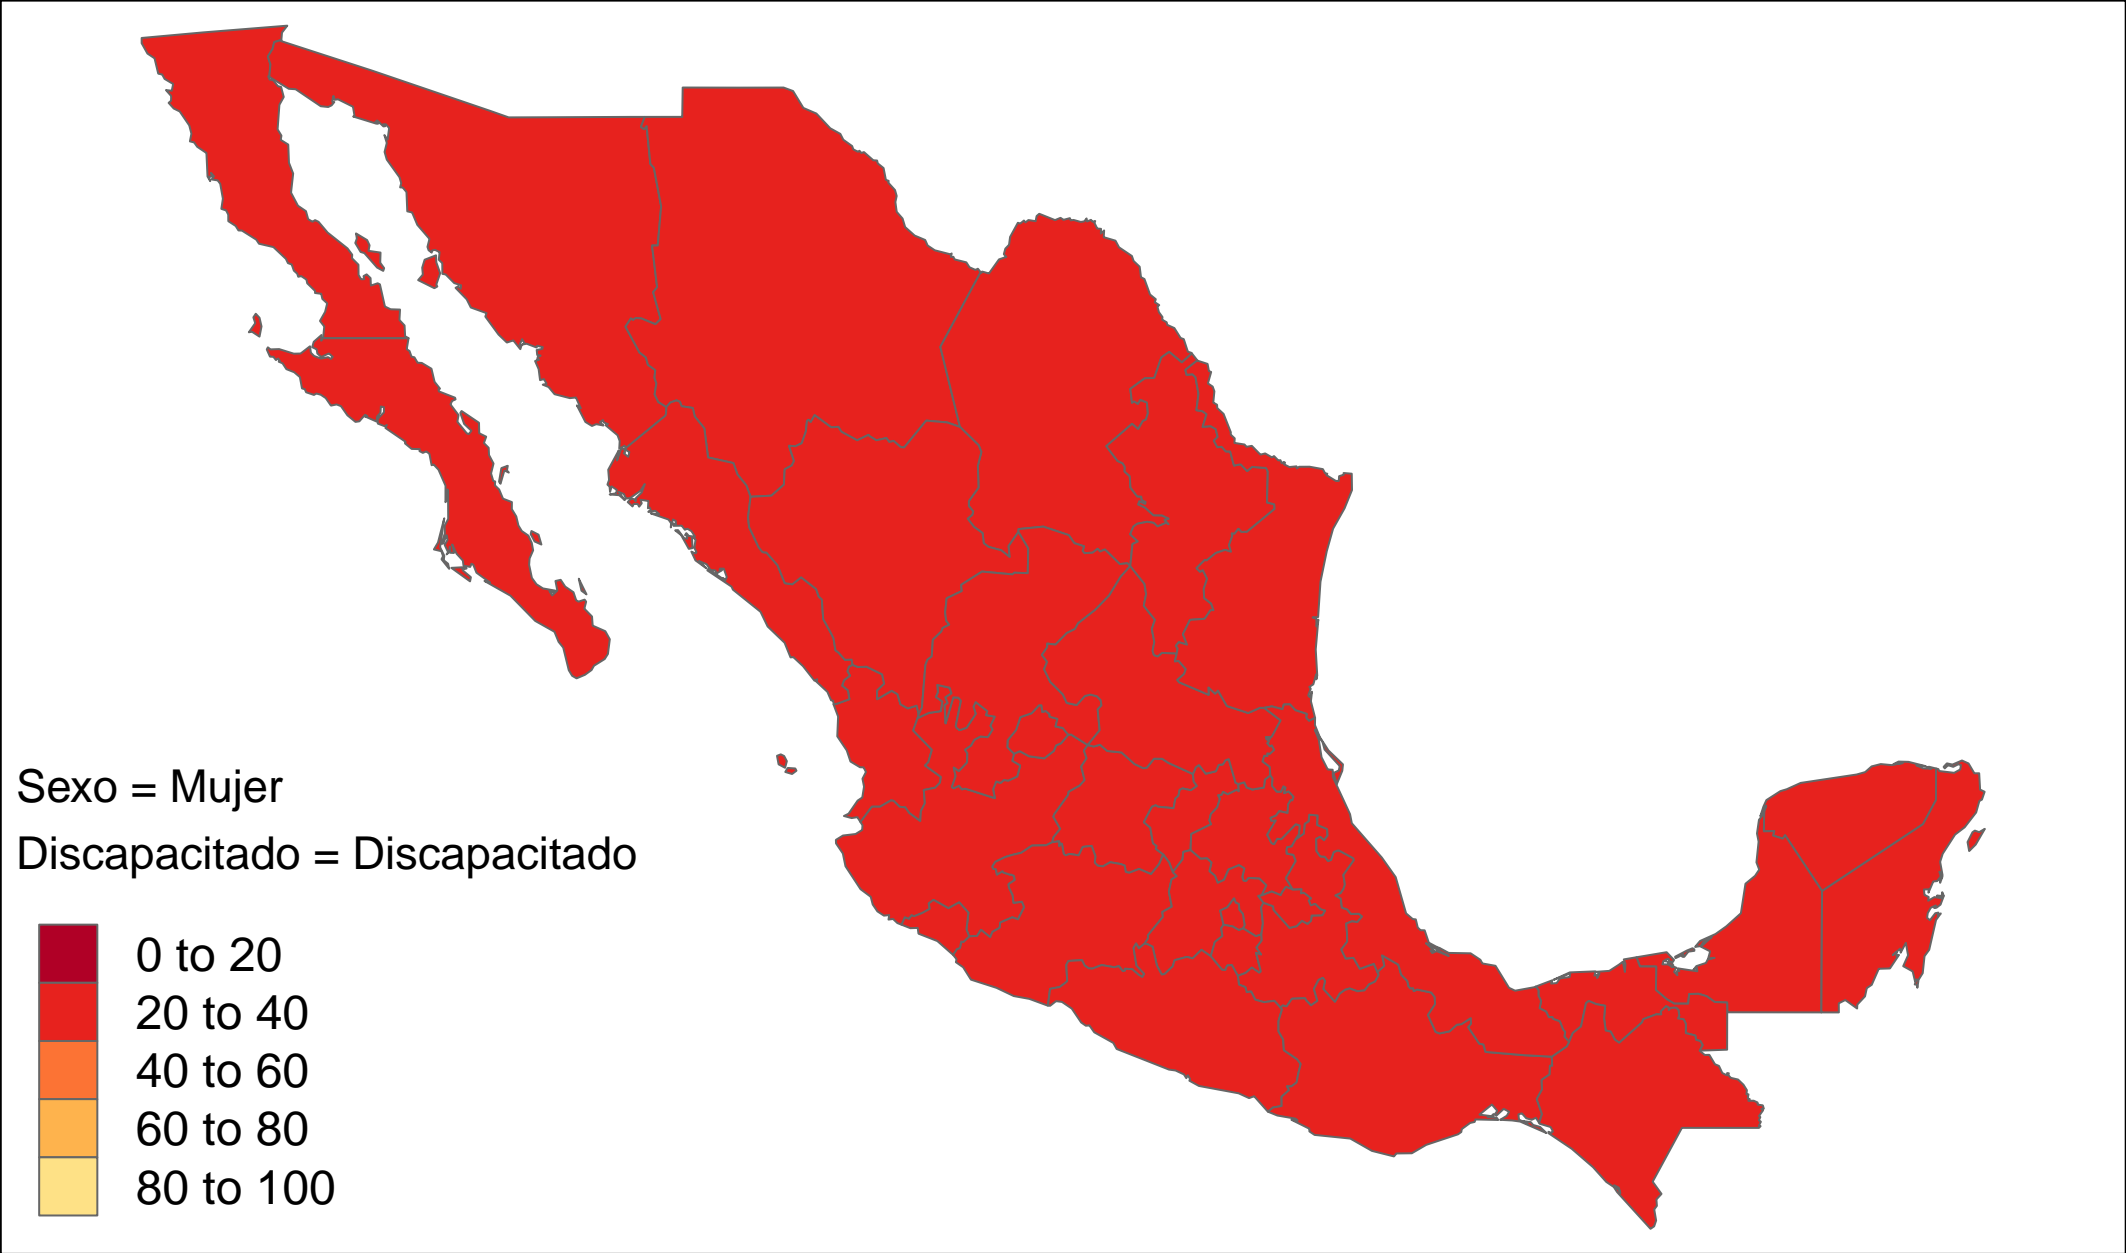 Sexo = Mujer
Discapacitado = Discapacitado
0 to 20
20 to 40
40 to 60
60 to 80
80 to 100